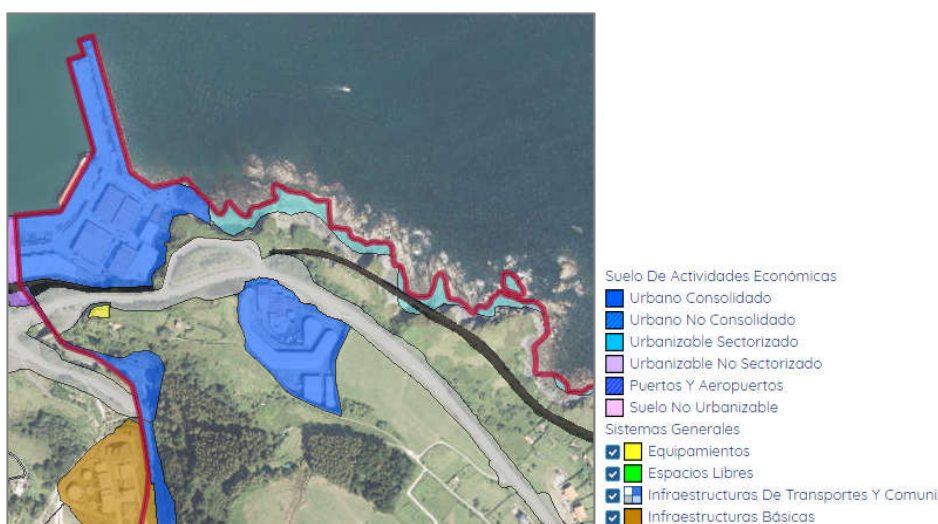 Suelo De Actividades Económicas
Urbano Consolidado
Urbano No Consolidado
Urbanizable Sectorizado
Urbanizable No Sectorizado
Puertos Y Aeropuertos
Suelo No Urbanizable
Sistemas Generales
Equipamientos
Espacios Libres
Infraestructuras De Transportes Y Comuni
Infraestructuras Básicas